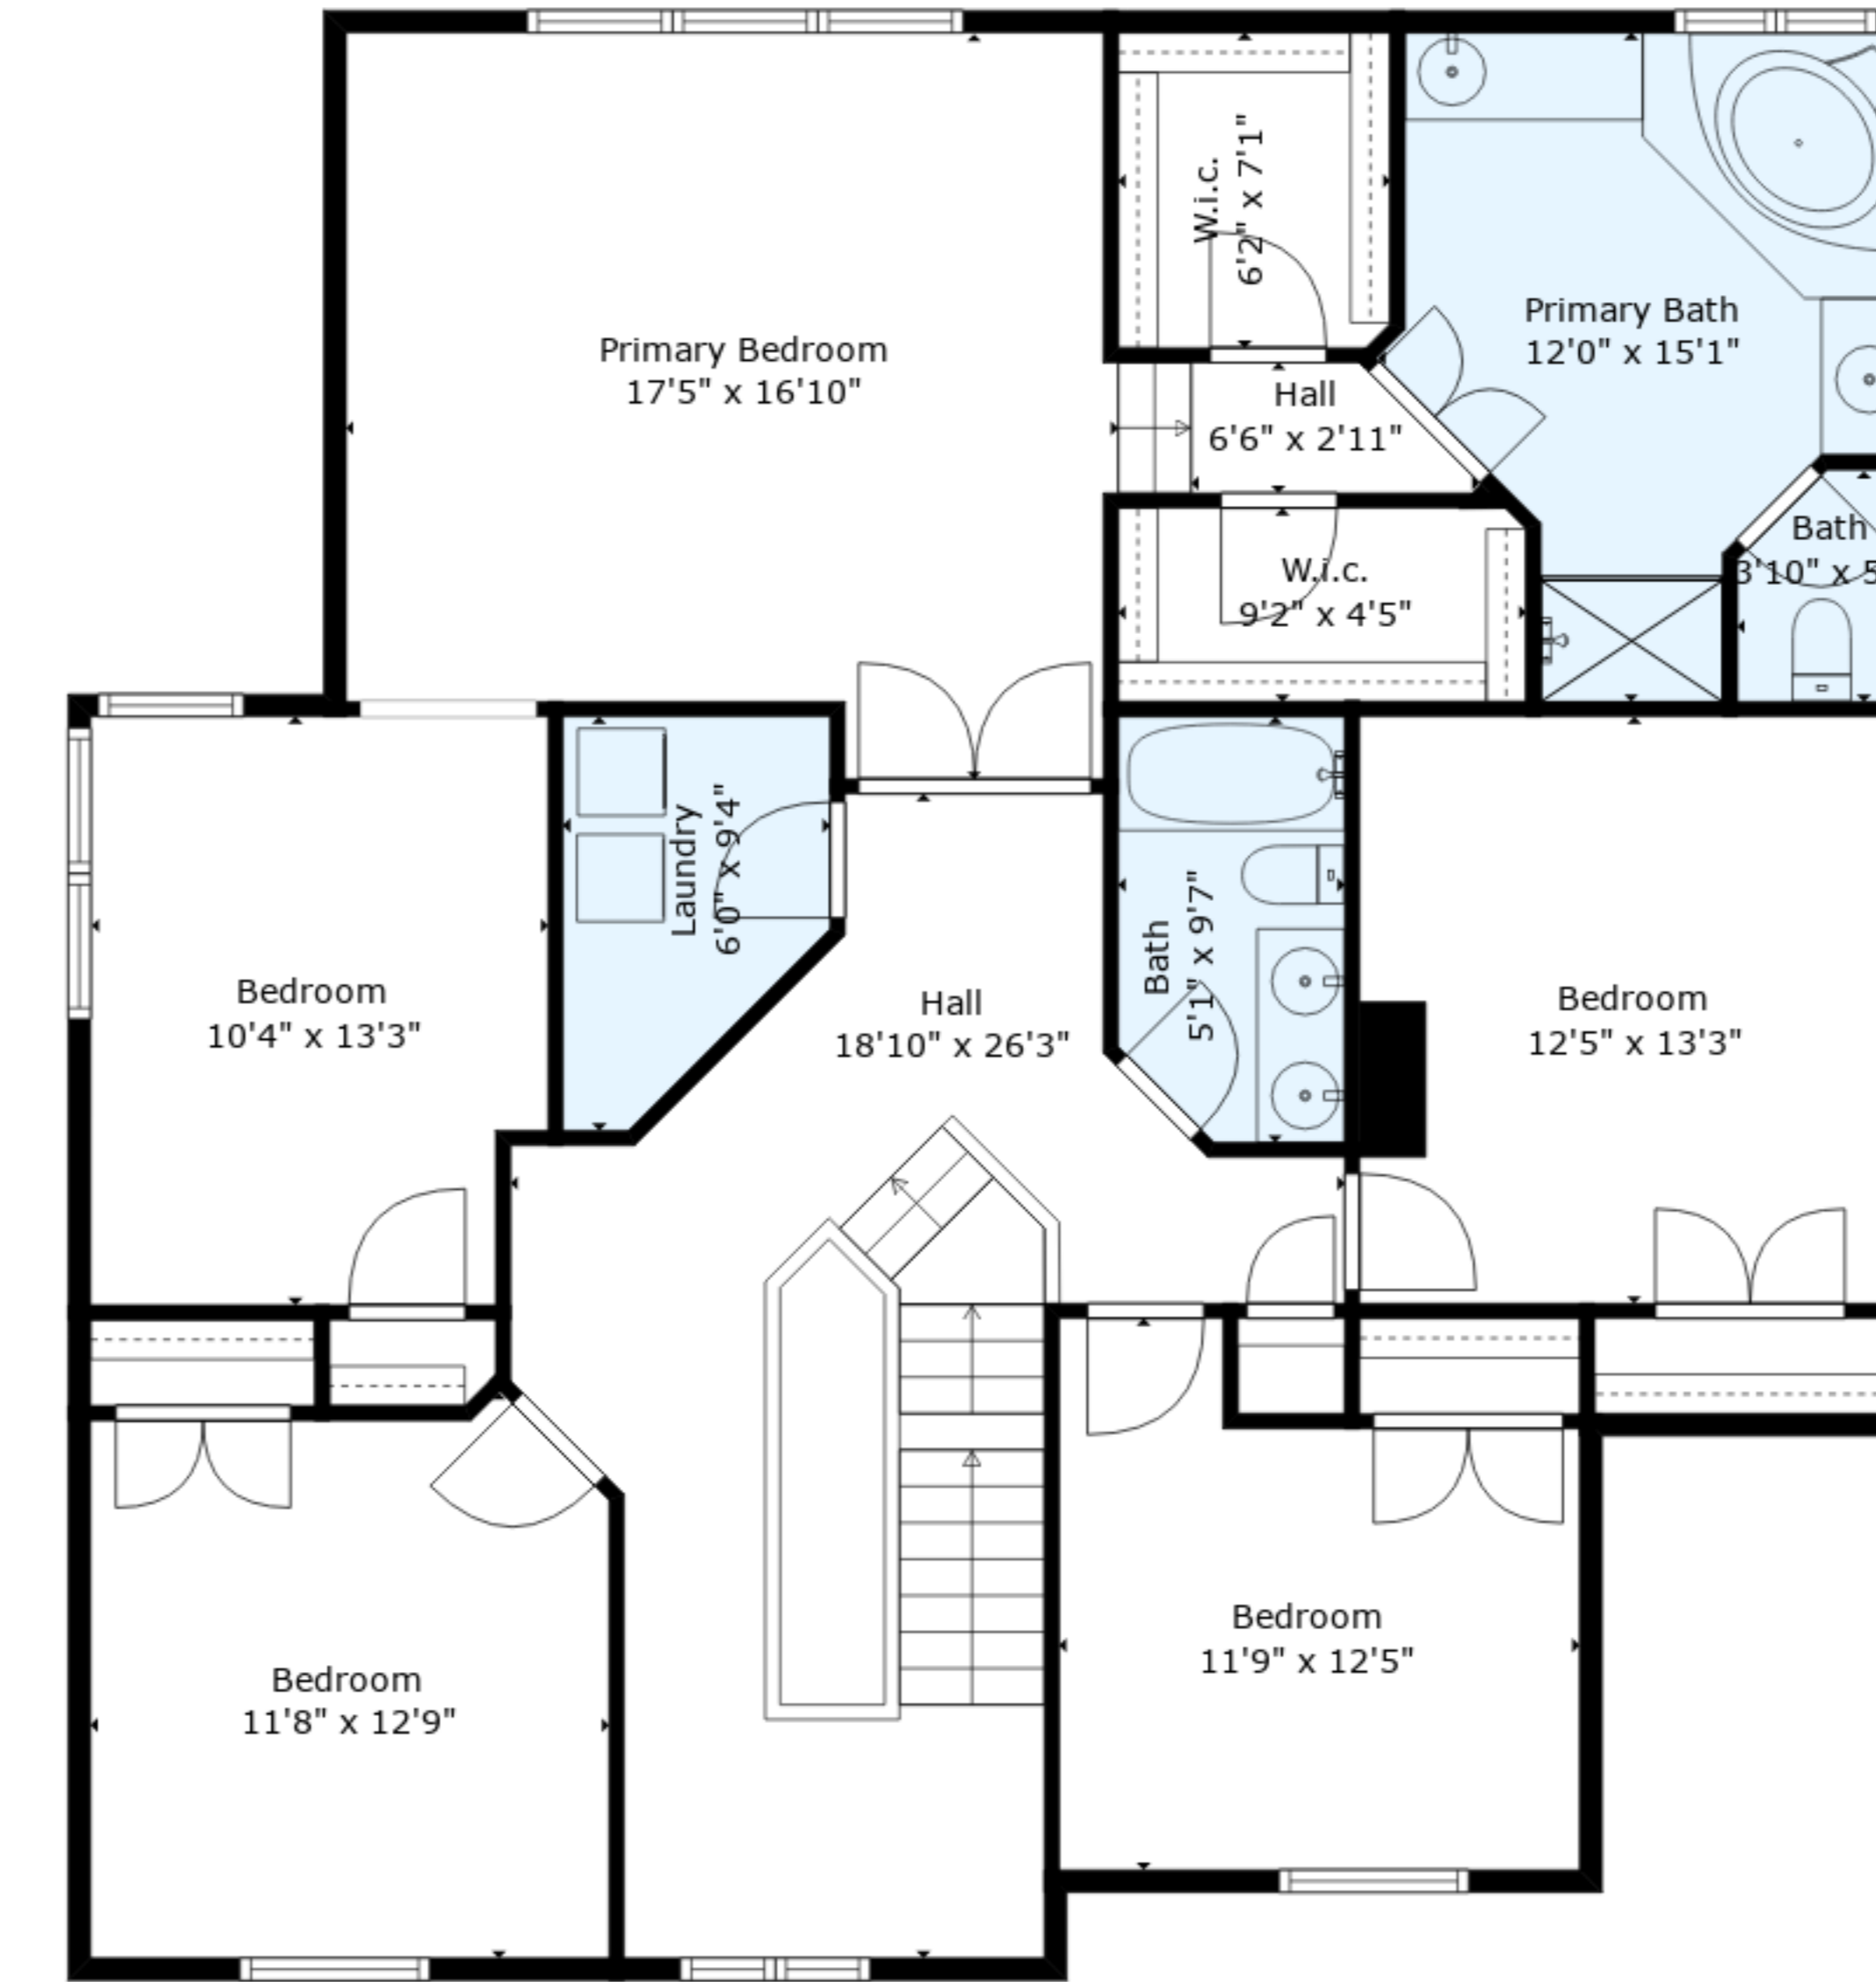 W.i.c.
6'2" x 7'1"
Primary Bedroom
17'5" x 16'10"
Primary Bath
12'0" x 15'1"
Hall
6'6" x 2'11"
W.i.c.
9'2" x 4'5"
Bath
3'10" x 5
Laundry
6'0" x 9'4"
Bath
5'1" x 9'7"
Bedroom
10'4" x 13'3"
Hall
18'10" x 26'3"
Bedroom
12'5" x 13'3"
Bedroom
11'9" x 12'5"
Bedroom
11'8" x 12'9"